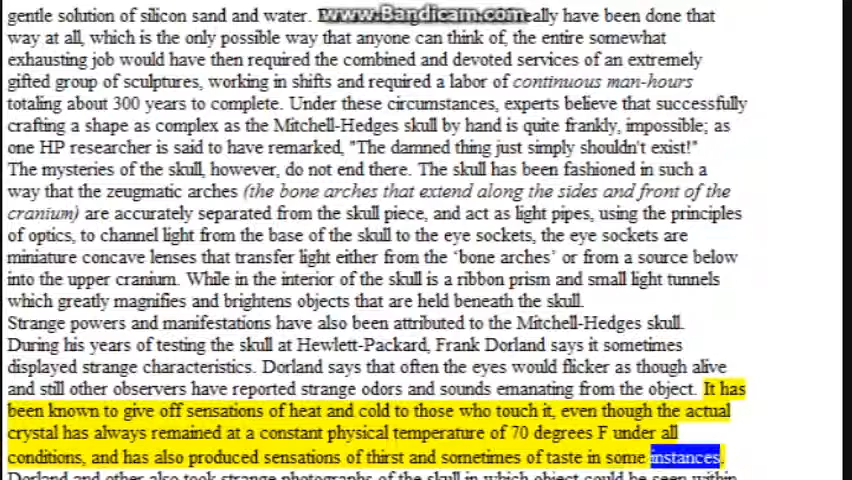 gentle solution of silicon sand and water. www.Bandicam.com eally have been done that
way at all, which is the only possible way that anyone can think of, the entire somewhat
exhausting job would have then required the combined and devoted services of an extremely
gifted group of sculptures, working in shifts and required a labor of continuous man-hours
totaling about 300 years to complete. Under these circumstances, experts believe that successfully
crafting a shape as complex as the Mitchell-Hedges skull by hand is quite frankly, impossible; as
one HP researcher is said to have remarked, "The damned thing just simply shouldn't exist!"
The mysteries of the skull, however, do not end there. The skull has been fashioned in such a
way that the zeugmatic arches (the bone arches that extend along the sides and front of the
cranium) are accurately separated from the skull piece, and act as light pipes, using the principles
of optics, to channel light from the base of the skull to the eye sockets, the eye sockets are
miniature concave lenses that transfer light either from the 'bone arches' or from a source below
into the upper cranium. While in the interior of the skull is a ribbon prism and small light tunnels
which greatly magnifies and brightens objects that are held beneath the skull.
Strange powers and manifestations have also been attributed to the Mitchell-Hedges skull.
During his years of testing the skull at Hewlett-Packard, Frank Dorland says it sometimes
displayed strange characteristics. Dorland says that often the eyes would flicker as though alive
and still other observers have reported strange odors and sounds emanating from the object. It has
been known to give off sensations of heat and cold to those who touch it, even though the actual
crystal has always remained at a constant physical temperature of 70 degrees F under all
conditions, and has also produced sensations of thirst and sometimes of taste in some instances.
Dorland and other also took strange photographs of the skull in which object could be seen within